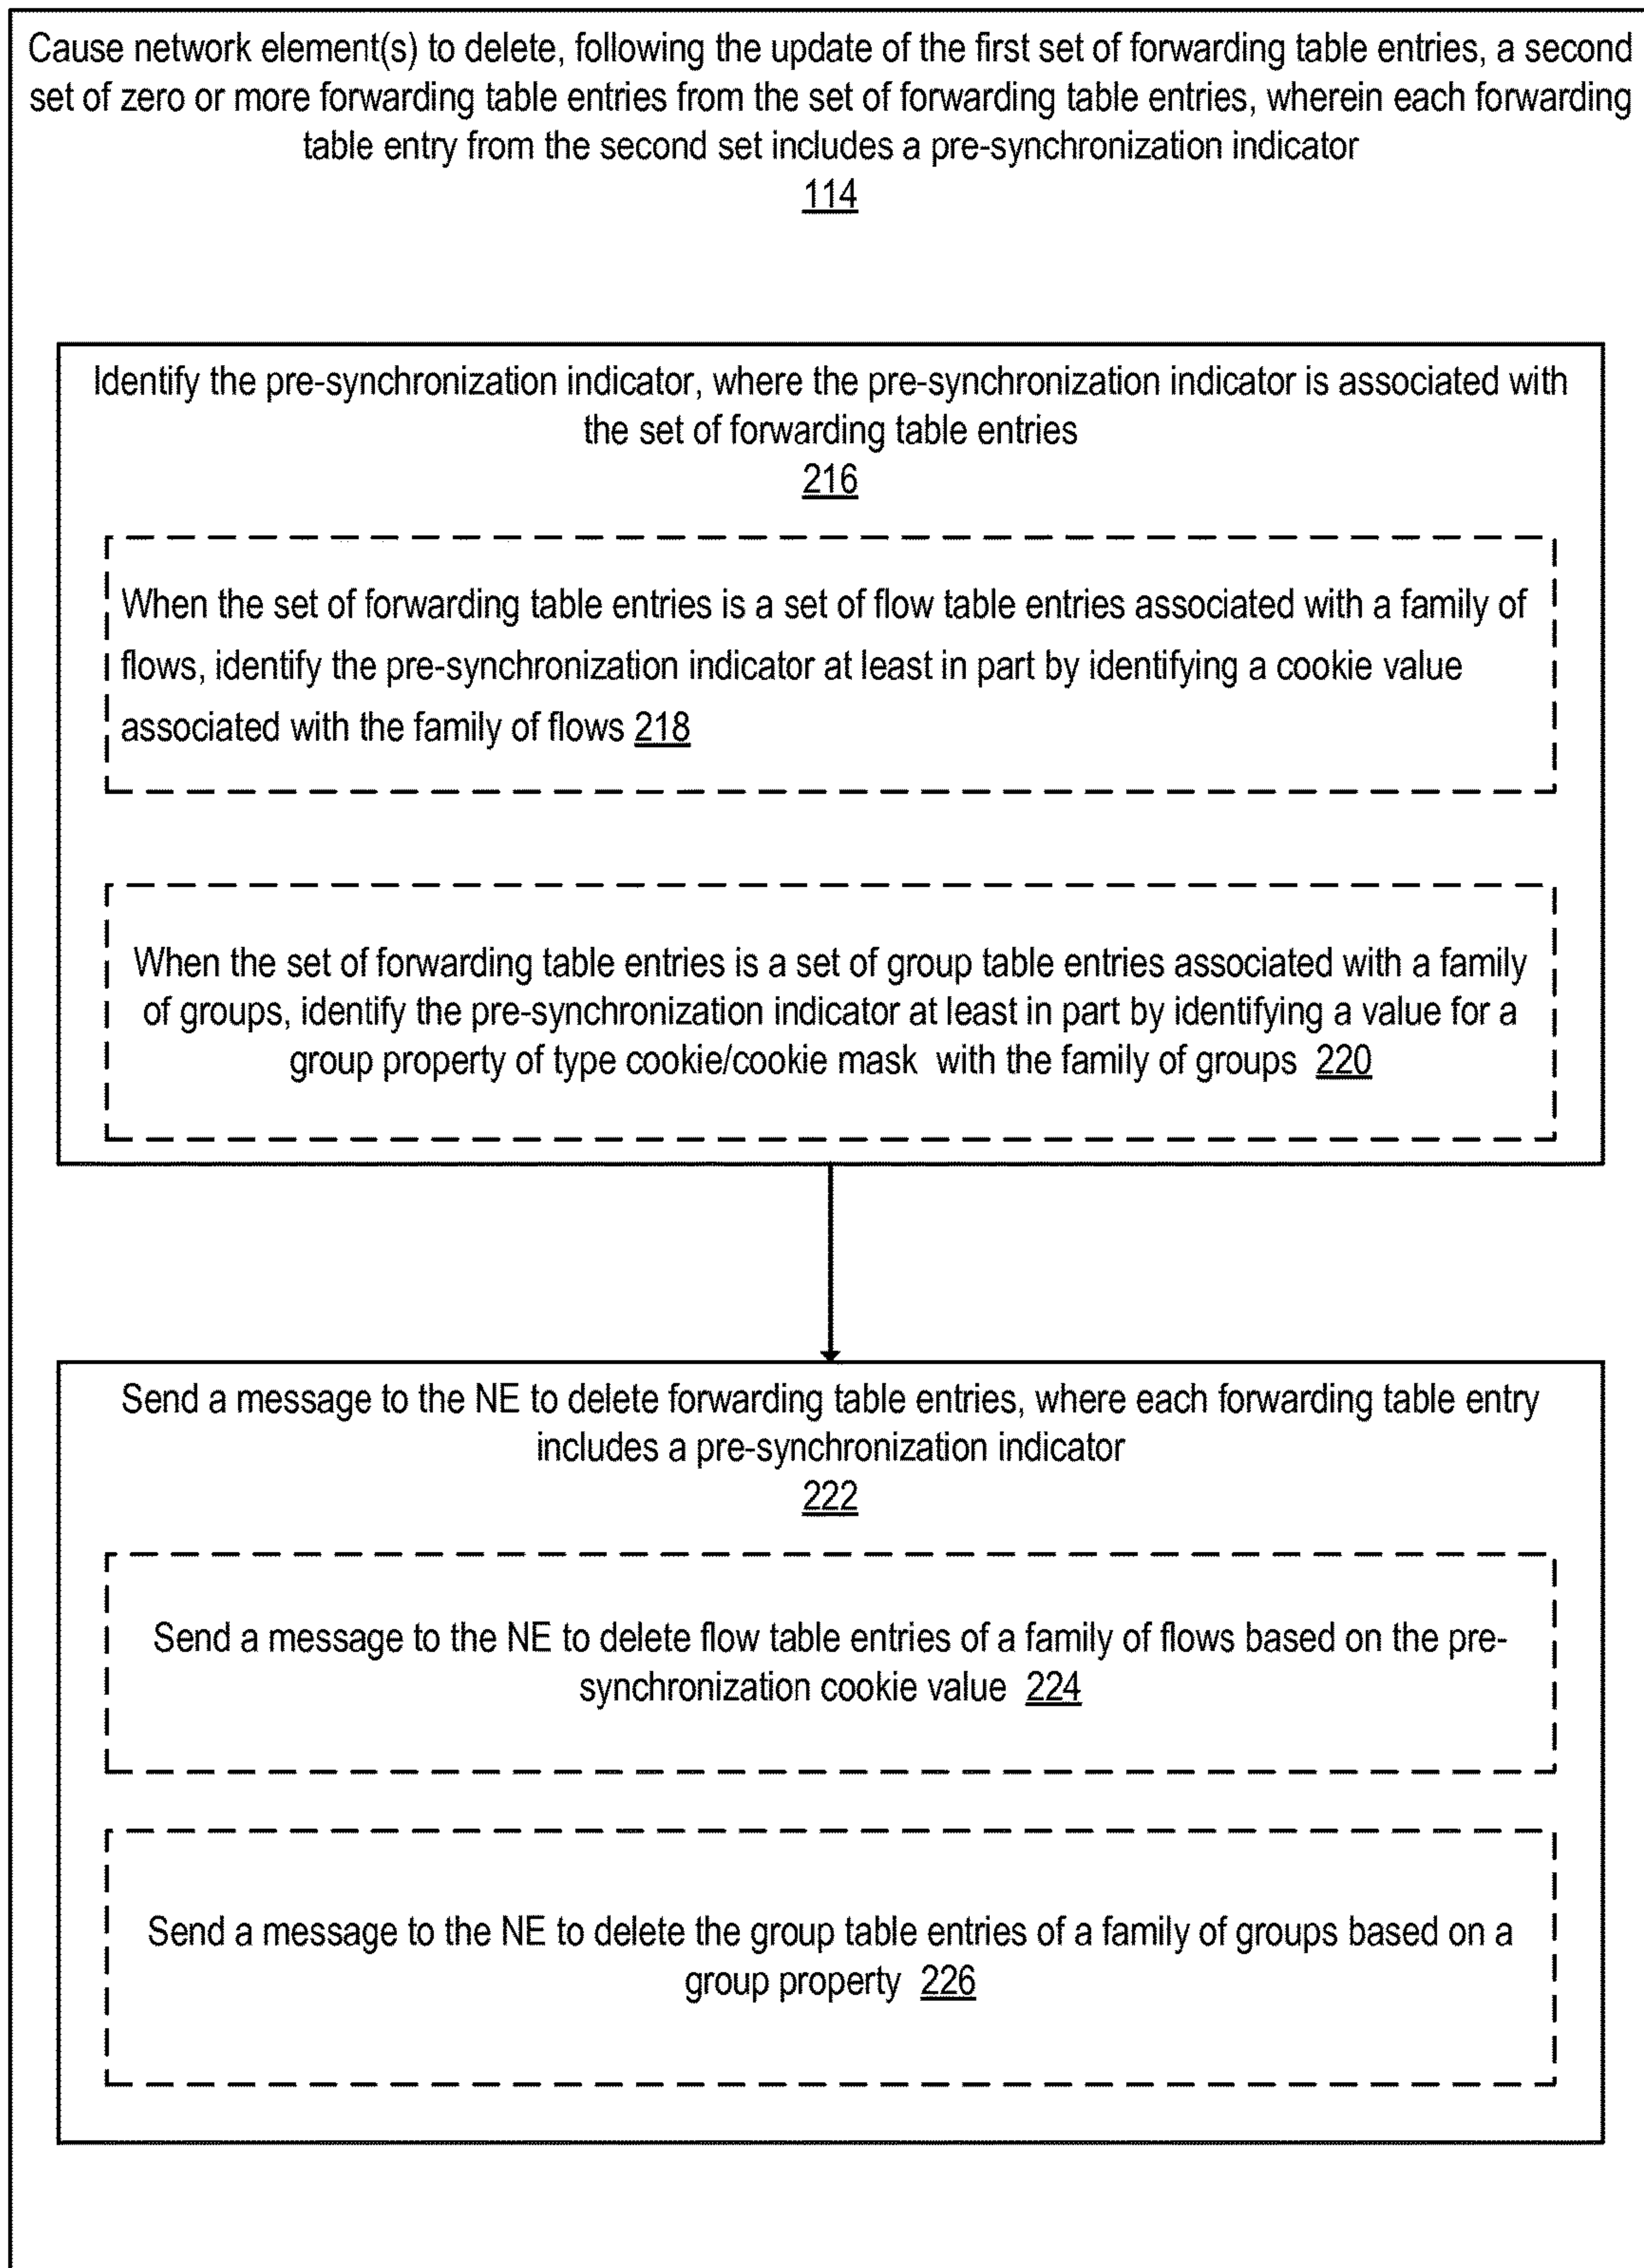 Cause network element(s) to delete, following the update of the first set of forwarding table entries, a second
set of zero or more forwarding table entries from the set of forwarding table entries, wherein each forwarding
table entry from the second set includes a pre-synchronization indicator
114
Identify the pre-synchronization indicator, where the pre-synchronization indicator is associated with
the set of forwarding table entries
216
When the set of forwarding table entries is a set of flow table entries associated with a family of
flows, identify the pre-synchronization indicator at least in part by identifying a cookie value
associated with the family of flows 218
When the set of forwarding table entries is a set of group table entries associated with a family
of groups, identify the pre-synchronization indicator at least in part by identifying a value for a
group property of type cookie/cookie mask with the family of groups 220
Send a message to the NE to delete forwarding table entries, where each forwarding table entry
includes a pre-synchronization indicator
222
Send a message to the NE to delete flow table entries of a family of flows based on the pre-
synchronization cookie value 224
Send a message to the NE to delete the group table entries of a family of groups based on a
group property 226